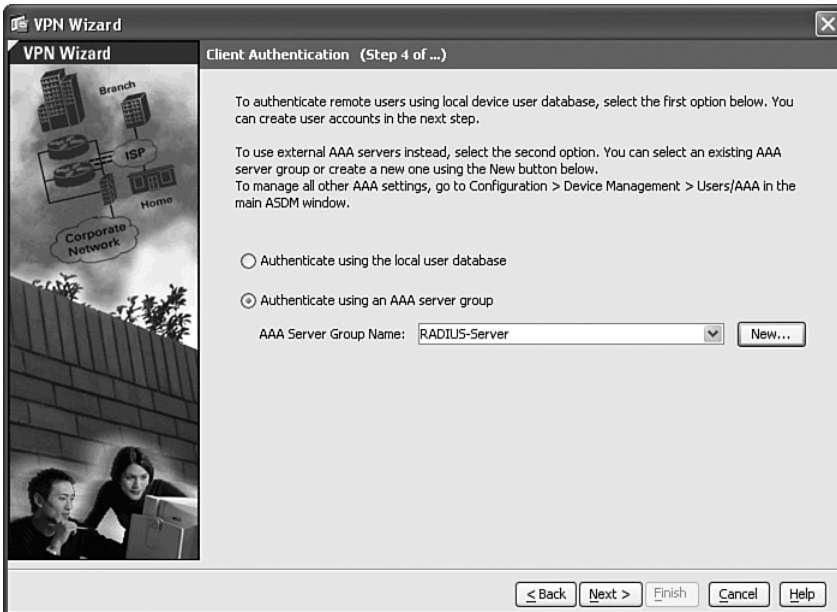 VPN Wizard
VPN Wizard
Branch
ISP
Home
Corporate
Network
Client Authentication (Step 4 of ...)
To authenticate remote users using local device user database, select the first option below. You
can create user accounts in the next step.
To use external AAA servers instead, select the second option. You can select an existing AAA
server group or create a new one using the New button below.
To manage all other AAA settings, go to Configuration > Device Management > Users/AAA in the
main ASDM window.
Authenticate using the local user database
Authenticate using an AAA server group
AAA Server Group Name: RADIUS-Server New...
< Back Next > Finish Cancel Help